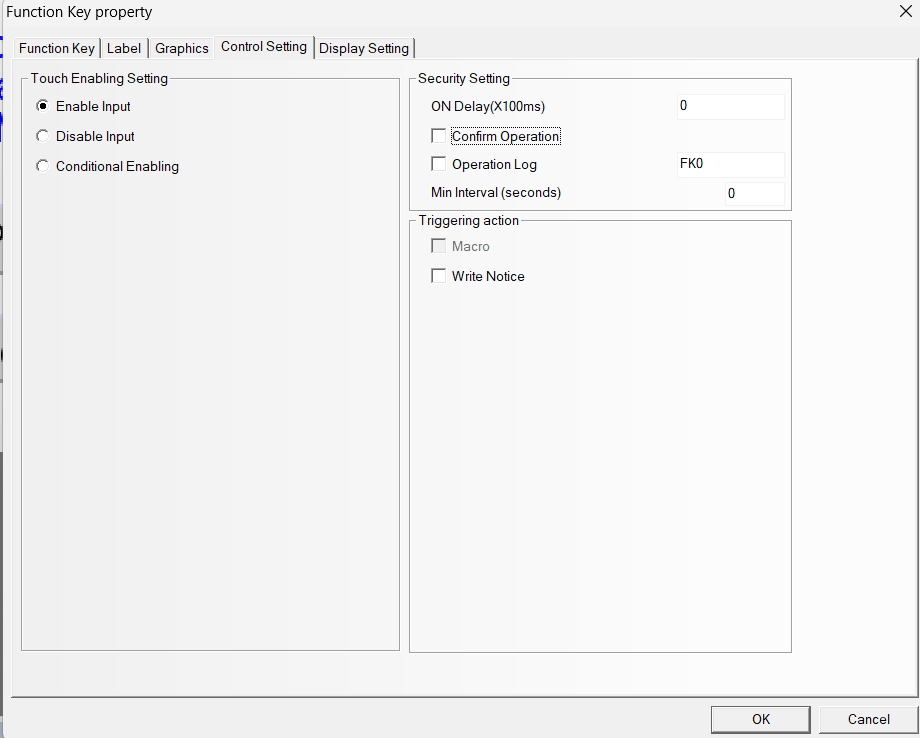 Function Key property
Function Key Label Graphics Control Setting Display Setting
Touch Enabling Setting
Enable Input
Disable Input
Conditional Enabling
Security Setting
ON Delay(X100ms) 0
Confirm Operation
Operation Log FK0
Min Interval (seconds) 0
Triggering action
Macro
Write Notice
OK Cancel